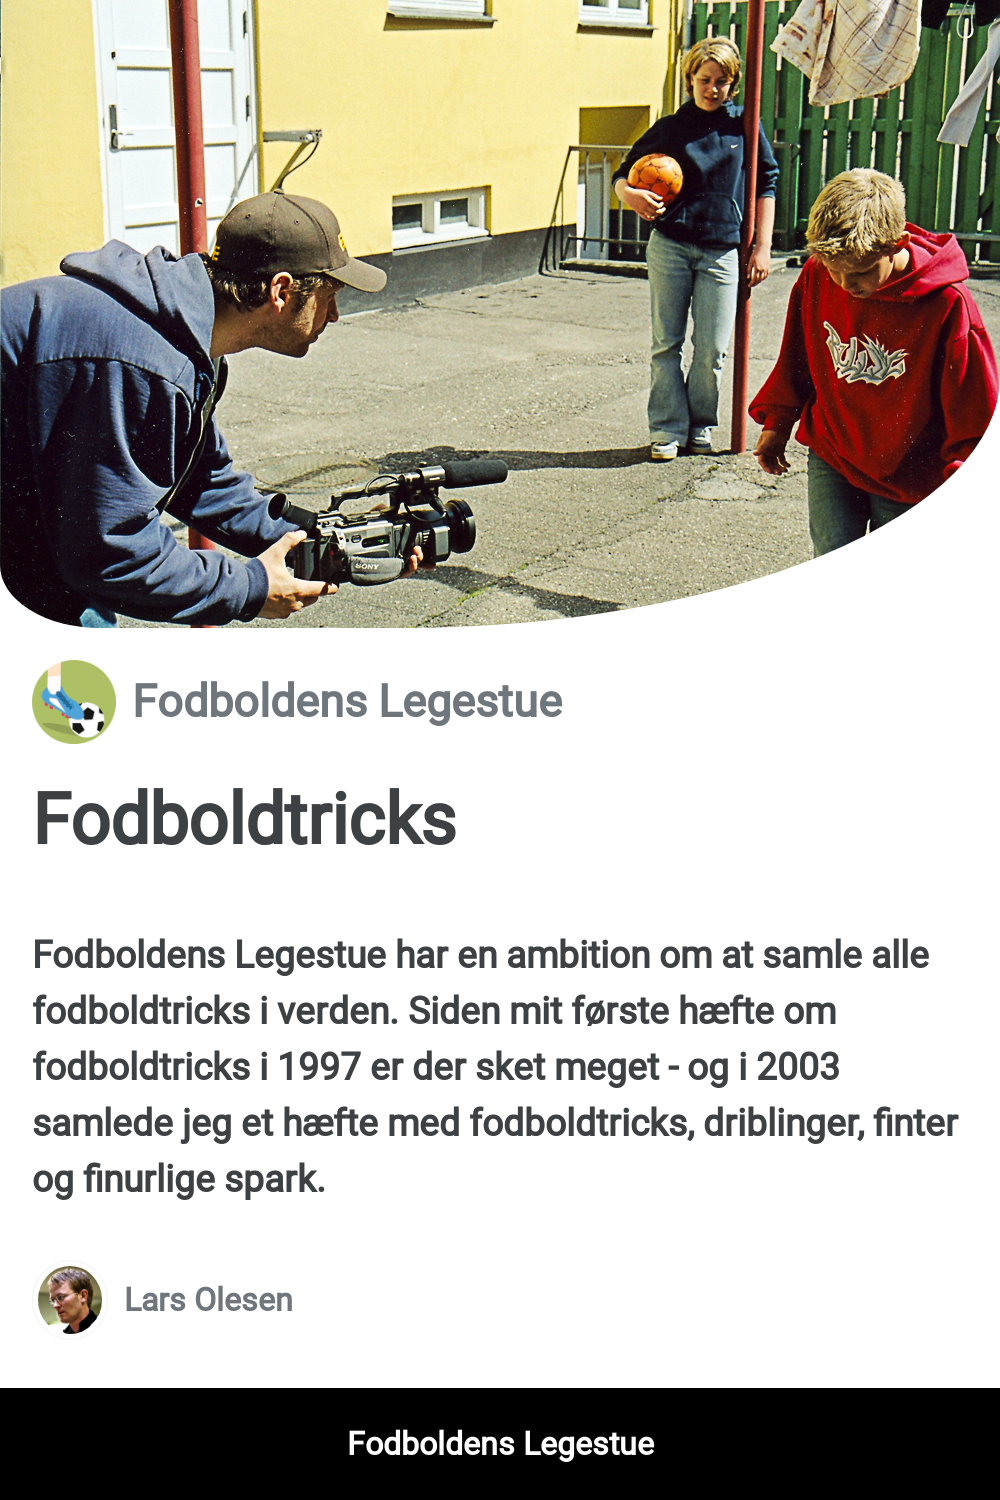 SONY
Fodboldens Legestue
Fodboldtricks
Fodboldens Legestue har en ambition om at samle alle
fodboldtricks i verden. Siden mit første hæfte om
fodboldtricks i 1997 er der sket meget - og i 2003
samlede jeg et hæfte med fodboldtricks, driblinger, finter
og finurlige spark.
Lars Olesen
Fodboldens Legestue